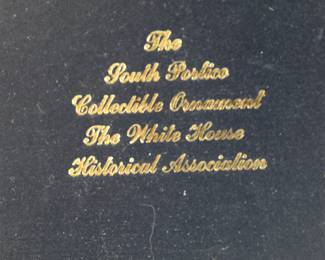 The
South Portico
Collectible Ornament
The White House
Historical Association